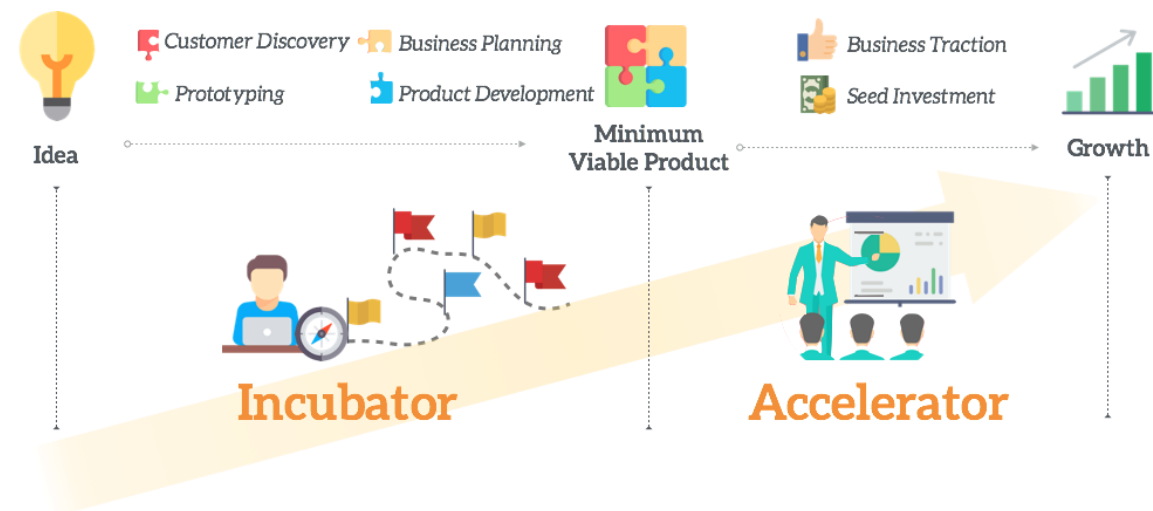 Customer Discovery
Business Planning
Prototyping
Product Development
Business Traction
Seed Investment
Idea
Minimum
Viable Product
Growth
Incubator
Accelerator